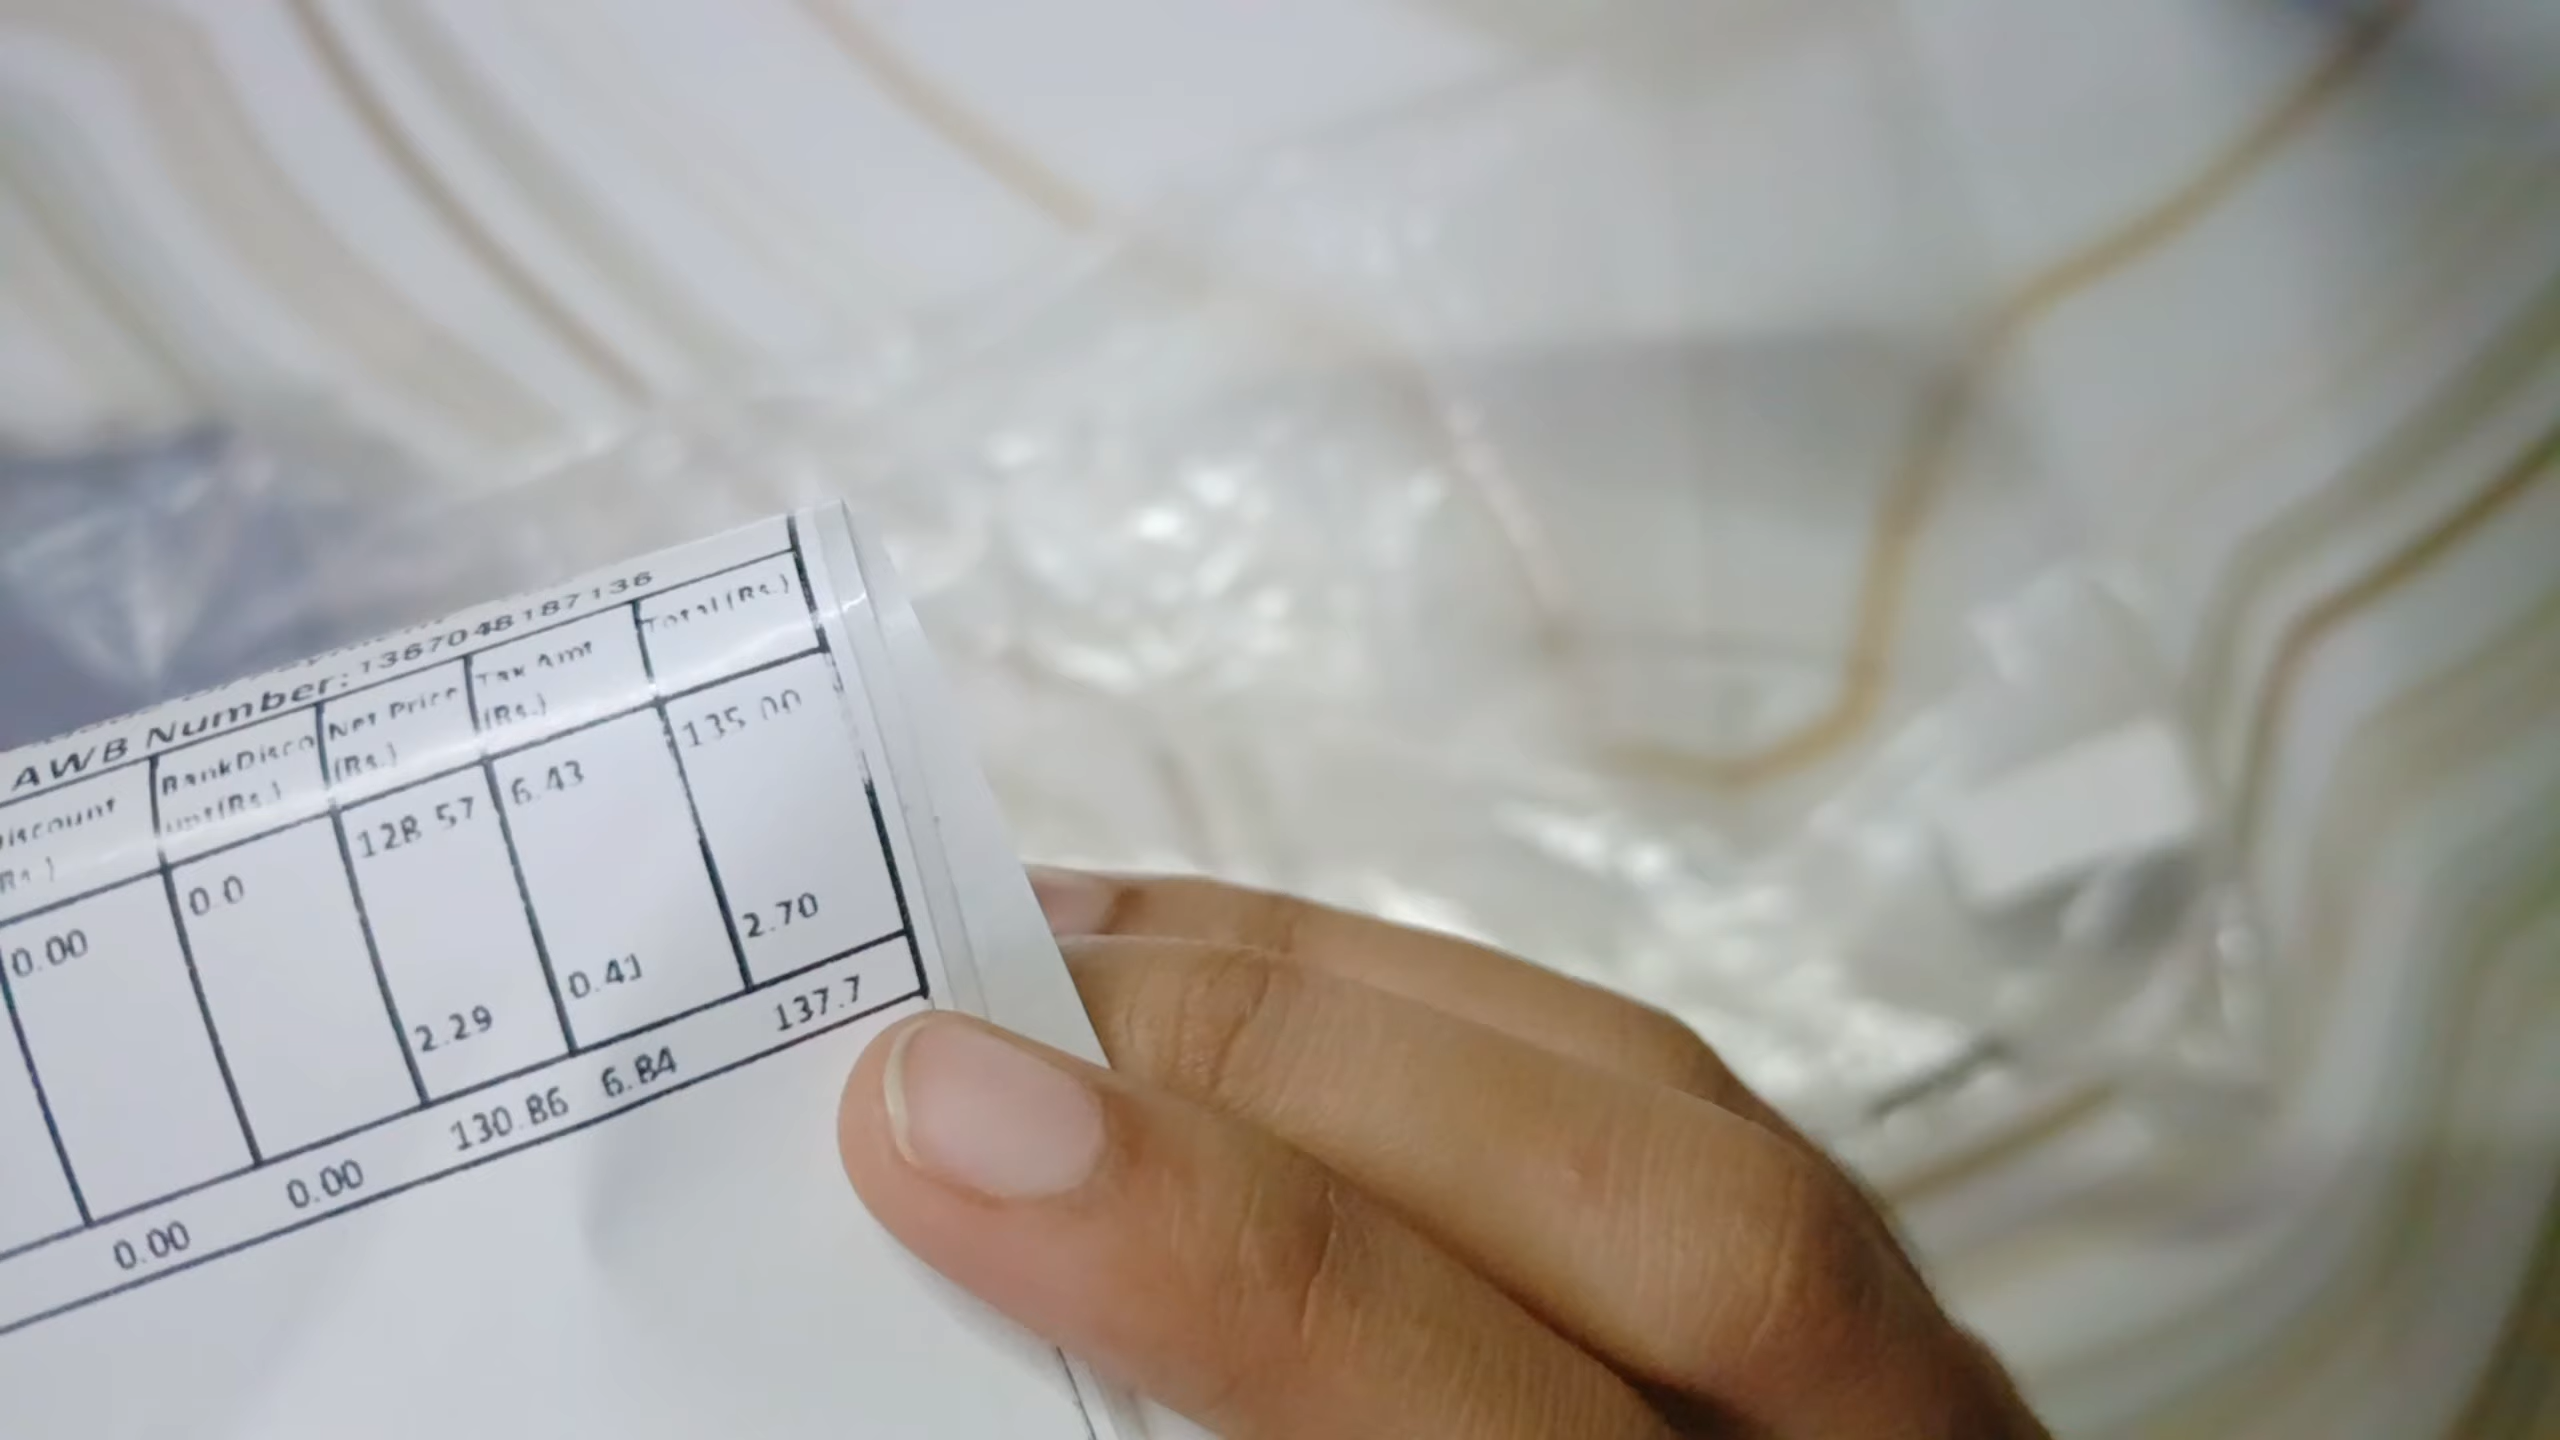 AWB Number: 1367048187136
iscount BankDisco Net Price Tax Amt Total (Rs.)
Rs.) unt(Rs.) (Rs.) (Rs.)
0.00 0.0 128.57 6.43 135.00
2.29 0.41 2.70
0.00 0.00 130.86 6.84 137.7